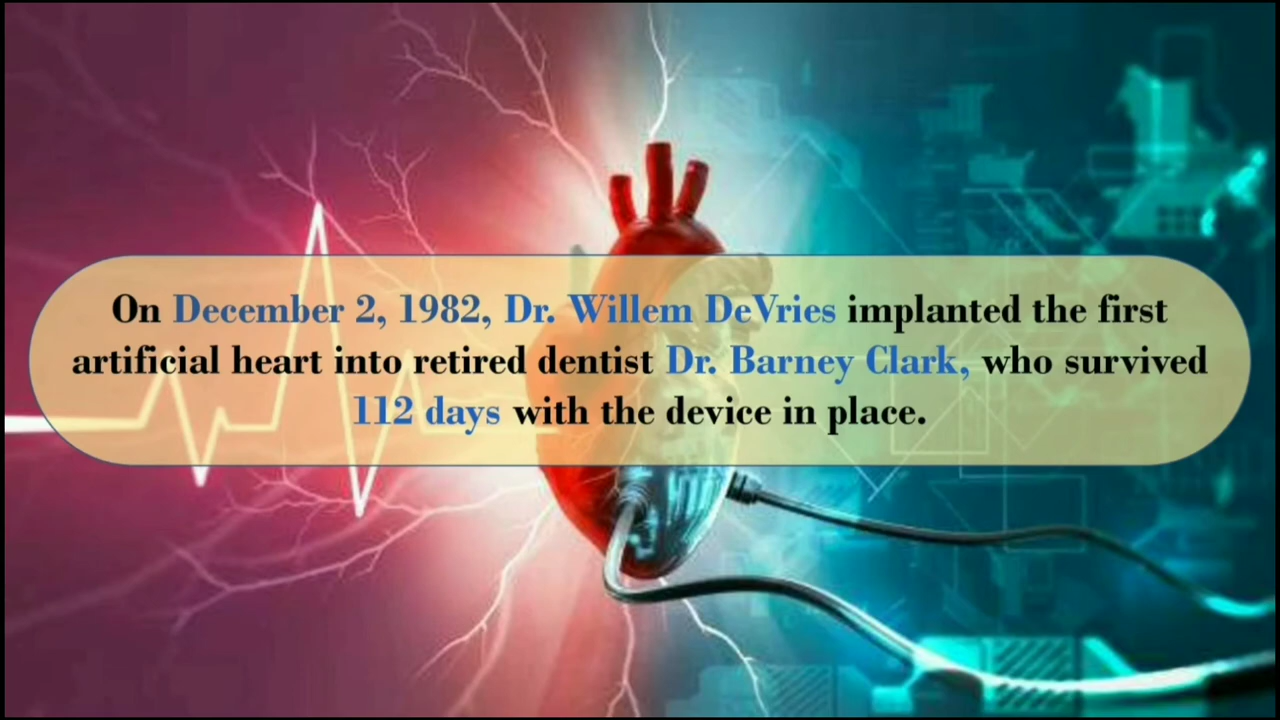 On December 2, 1982, Dr. Willem DeVries implanted the first
artificial heart into retired dentist Dr. Barney Clark, who survived
112 days with the device in place.